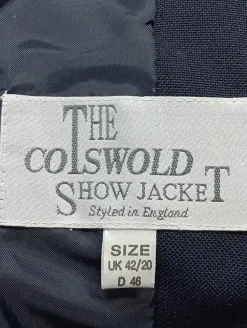 THE
COTSWOLD
SHOW JACKET
Styled in England
SIZE
UK 42/20
D 46